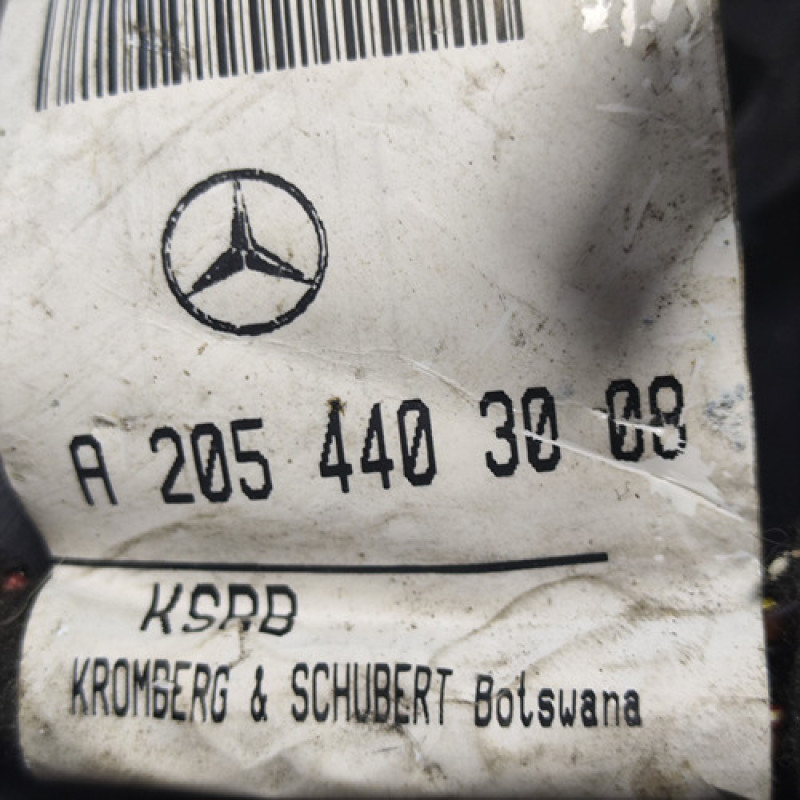 A 205 440 30 08
KSRB
KROMBERG & SCHUBERT Botswana